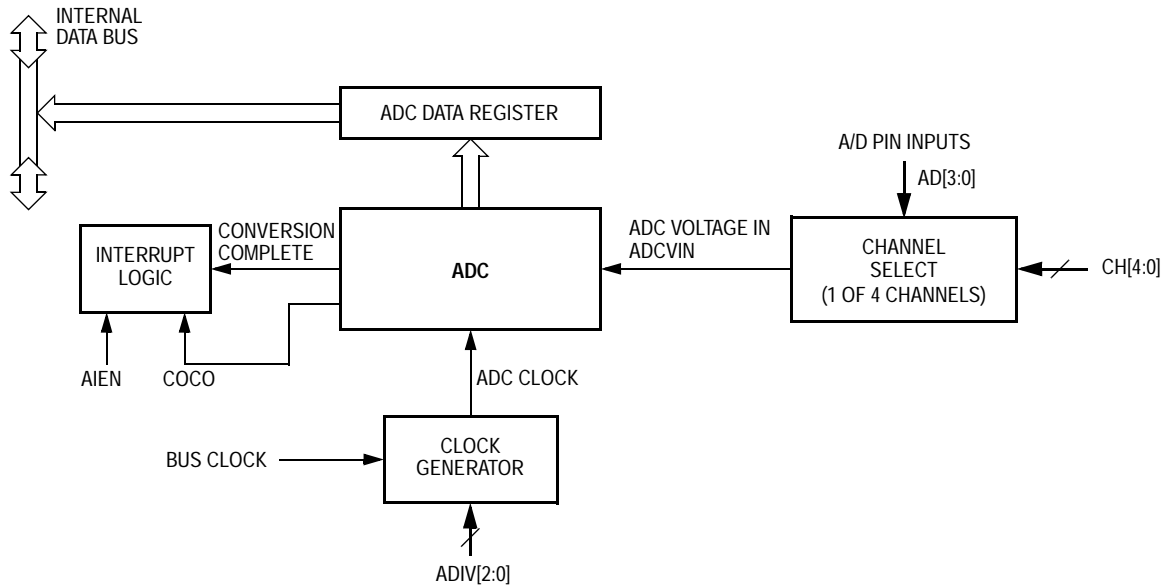 INTERNAL
DATA BUS
ADC DATA REGISTER
A/D PIN INPUTS
AD[3:0]
INTERRUPT
LOGIC
CONVERSION
COMPLETE
ADC
ADC VOLTAGE IN
ADCVIN
CHANNEL
SELECT
(1 OF 4 CHANNELS)
CH[4:0]
AIEN
COCO
ADC CLOCK
BUS CLOCK
CLOCK
GENERATOR
ADIV[2:0]